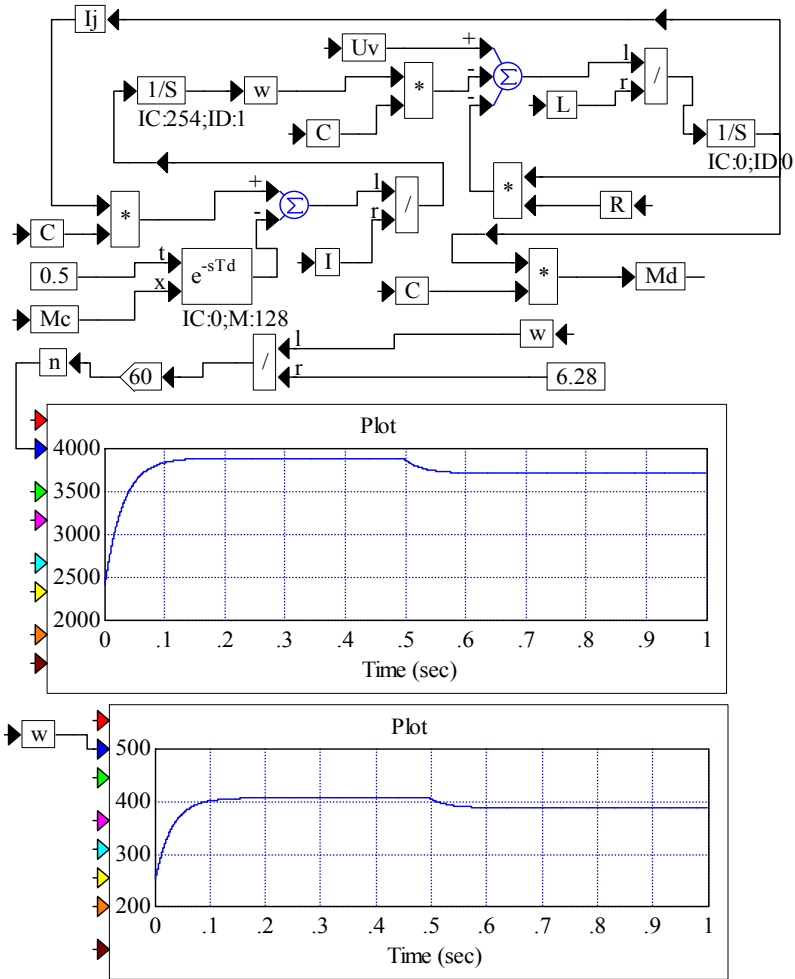 Ij
Uv
+
-
-
Σ
l
r
/
1/S
IC:254;ID:1
w
*
C
L
1/S
IC:0;ID:0
*
R
C
*
+
-
Σ
l
r
/
I
0.5
t
x
e-sTd
IC:0;M:128
Mc
C
*
Md
n
60
/
l
r
w
6.28
Plot
4000
3500
3000
2500
2000
0 .1 .2 .3 .4 .5 .6 .7 .8 .9 1
Time (sec)
w
Plot
500
400
300
200
0 .1 .2 .3 .4 .5 .6 .7 .8 .9 1
Time (sec)